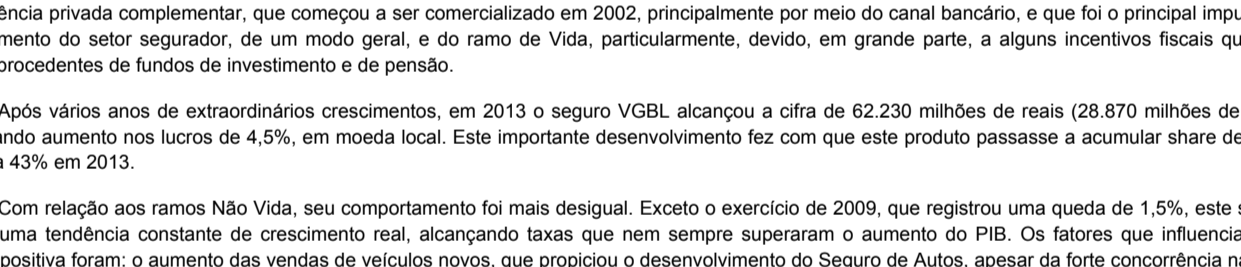 ência privada complementar, que começou a ser comercializado em 2002, principalmente por meio do canal bancário, e que foi o principal impu
mento do setor segurador, de um modo geral, e do ramo de Vida, particularmente, devido, em grande parte, a alguns incentivos fiscais qu
procedentes de fundos de investimento e de pensão.
Após vários anos de extraordinários crescimentos, em 2013 o seguro VGBL alcançou a cifra de 62.230 milhões de reais (28.870 milhões de
ando aumento nos lucros de 4,5%, em moeda local. Este importante desenvolvimento fez com que este produto passasse a acumular share de
a 43% em 2013.
Com relação aos ramos Não Vida, seu comportamento foi mais desigual. Exceto o exercício de 2009, que registrou uma queda de 1,5%, este s
uma tendência constante de crescimento real, alcançando taxas que nem sempre superaram o aumento do PIB. Os fatores que influencia
positiva foram: o aumento das vendas de veículos novos, que propiciou o desenvolvimento do Seguro de Autos, apesar da forte concorrência na